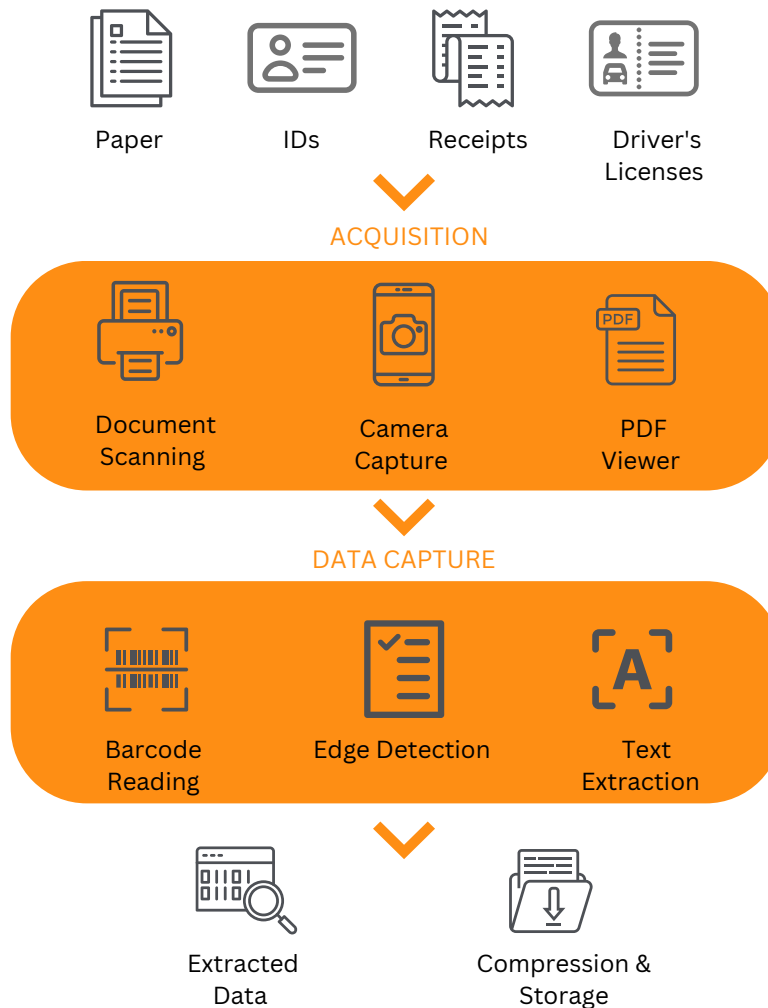 Paper
IDs
Receipts
Driver's
Licenses
ACQUISITION
PDF
Document
Scanning
Camera
Capture
PDF
Viewer
DATA CAPTURE
A
Barcode
Reading
Edge Detection
Text
Extraction
Extracted
Data
Compression &
Storage